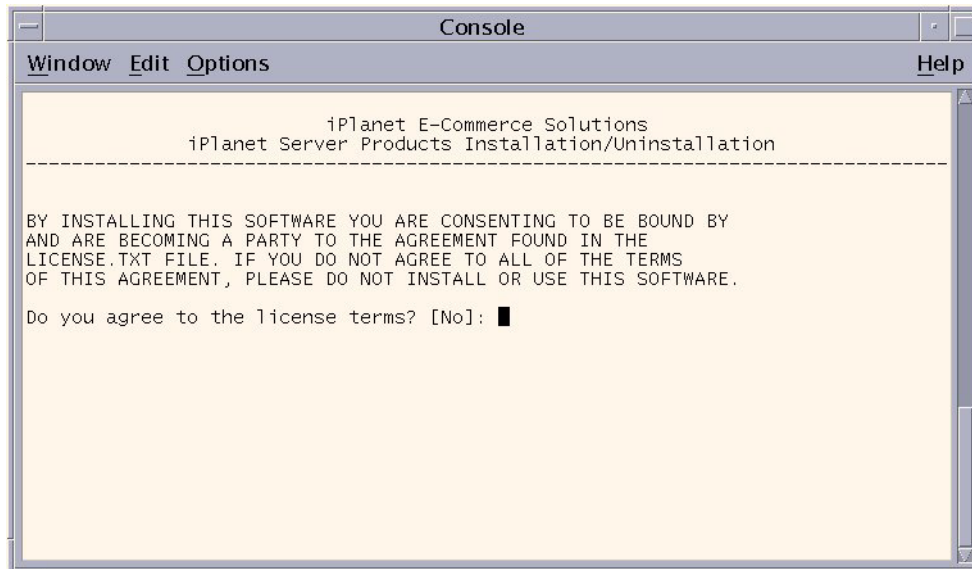 Console
Window Edit Options Help
iPlanet E-Commerce Solutions
iPlanet Server Products Installation/Uninstallation
--------------------------------------------------------------------------------
BY INSTALLING THIS SOFTWARE YOU ARE CONSENTING TO BE BOUND BY
AND ARE BECOMING A PARTY TO THE AGREEMENT FOUND IN THE
LICENSE.TXT FILE. IF YOU DO NOT AGREE TO ALL OF THE TERMS
OF THIS AGREEMENT, PLEASE DO NOT INSTALL OR USE THIS SOFTWARE.
Do you agree to the license terms? [No]: